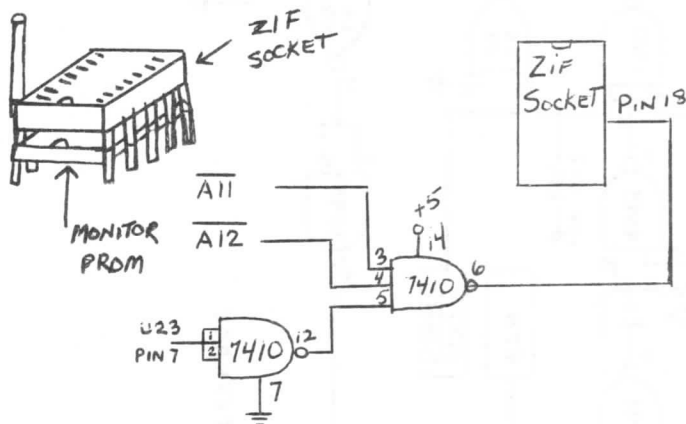 ZIF
SOCKET
MONITOR
PROM
A11
A12
U23
PIN 7
1
2
7410
12
7
3
4
5
+5
14
7410
6
ZIF
SOCKET
PIN 18